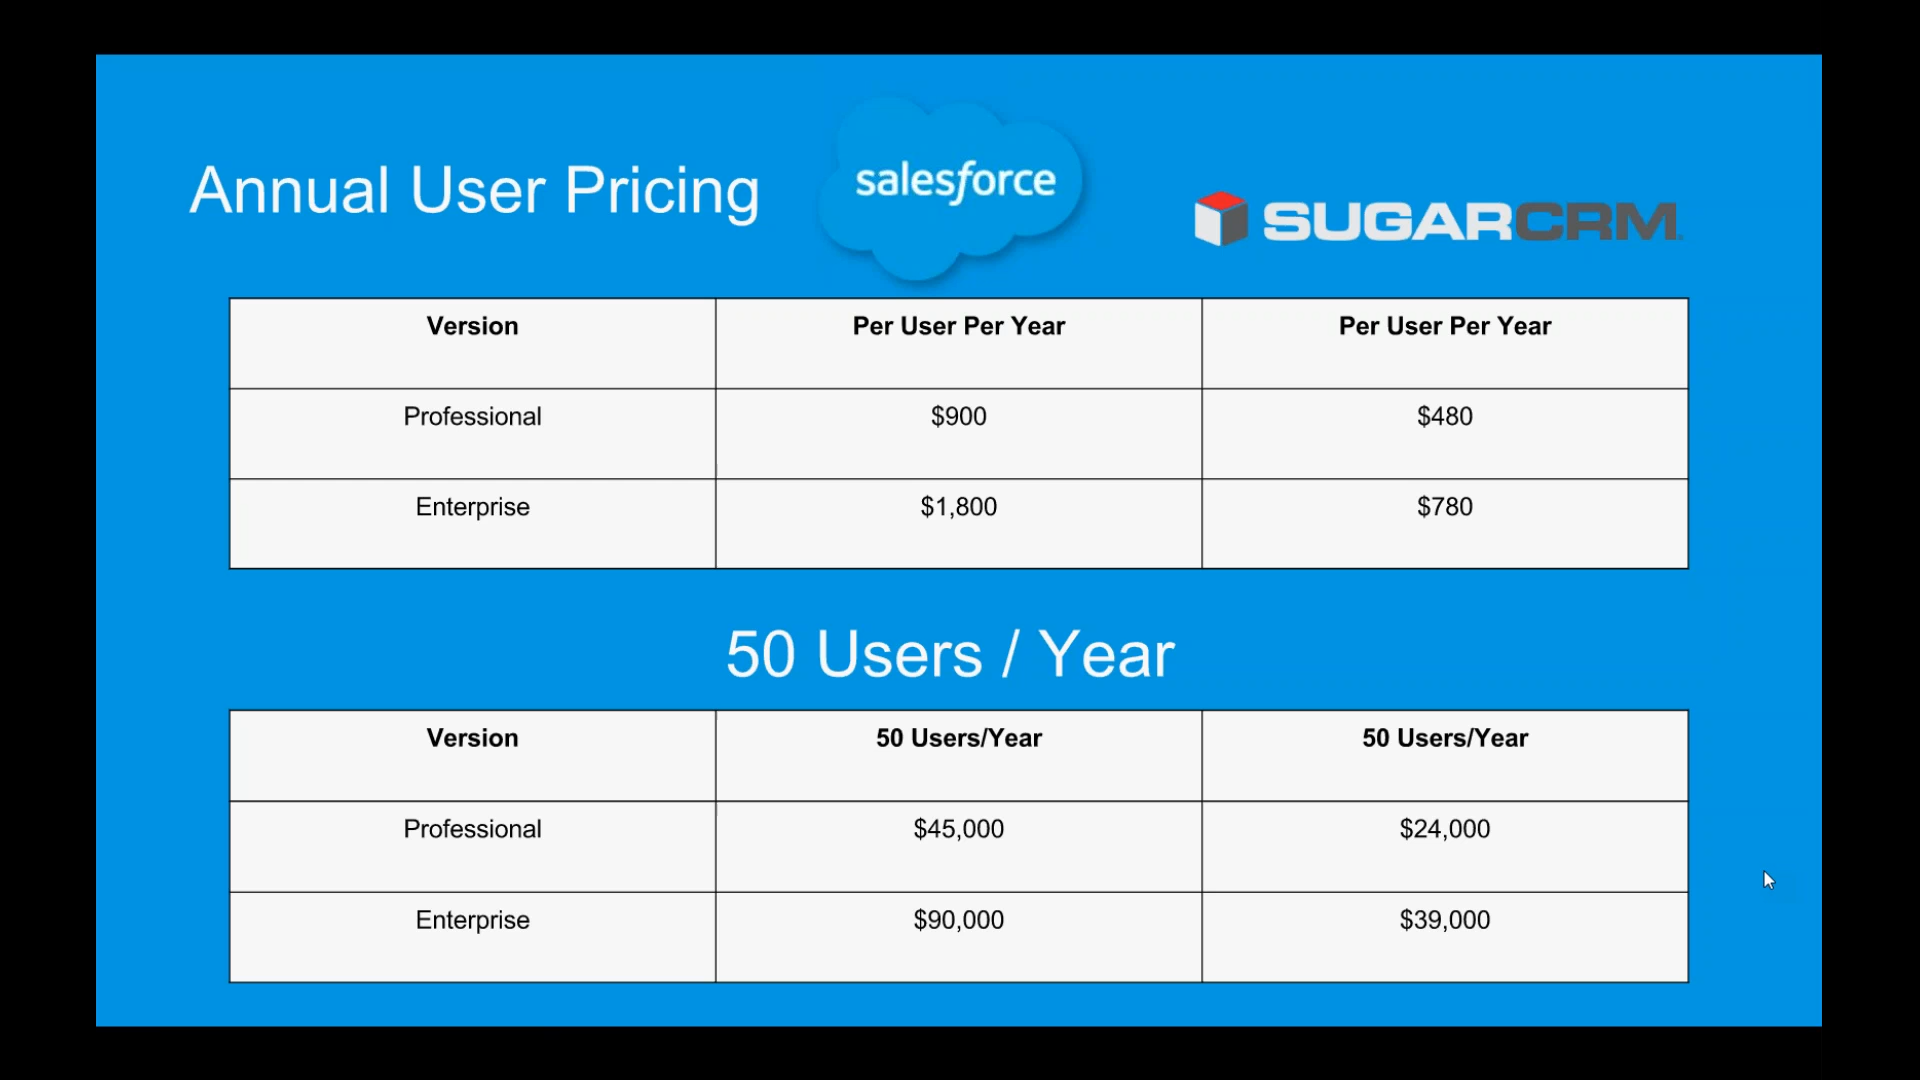 Annual User Pricing
salesforce
SUGARCRM
Version Per User Per Year Per User Per Year
Professional $900 $480
Enterprise $1,800 $780
50 Users / Year
Version 50 Users/Year 50 Users/Year
Professional $45,000 $24,000
Enterprise $90,000 $39,000